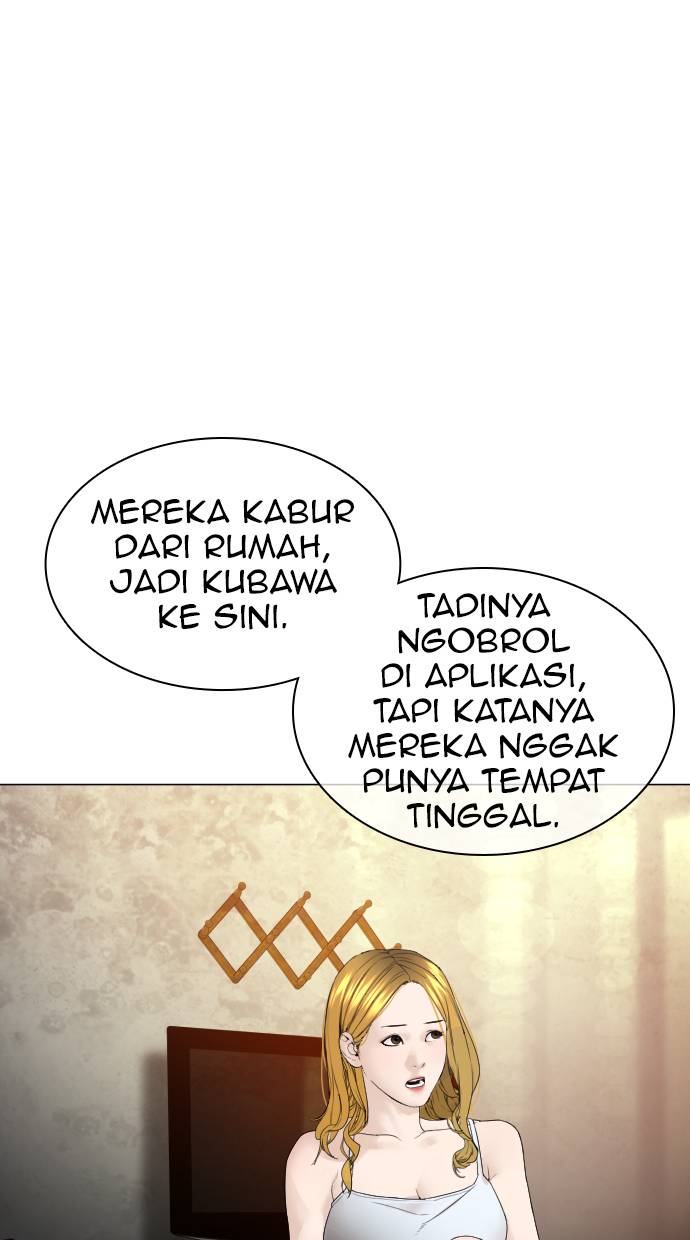 MEREKA KABUR
DARI RUMAH,
JADI KUBAWA
KE SINI.
TADINYA
NGOBROL
DI APLIKASI,
TAPI KATANYA
MEREKA NGGAK
PUNYA TEMPAT
TINGGAL.